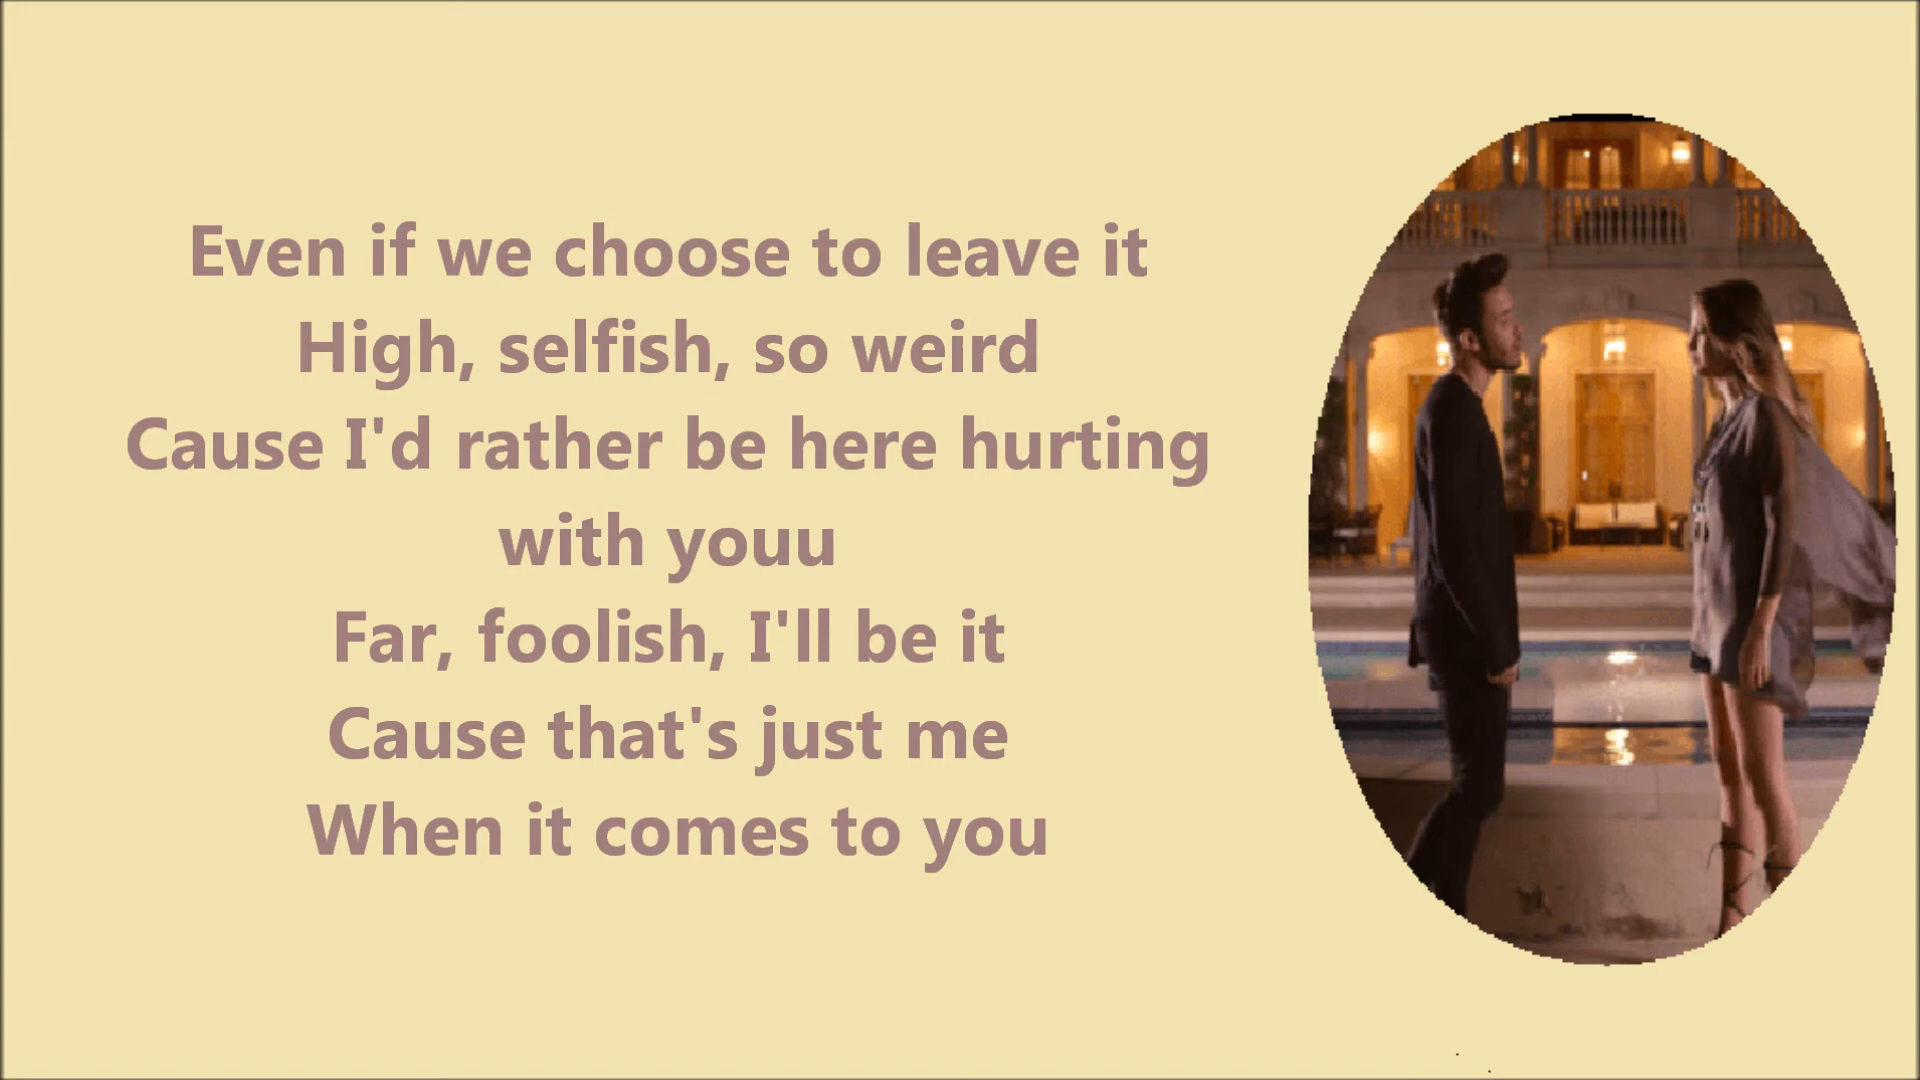 Even if we choose to leave it
High, selfish, so weird
Cause I'd rather be here hurting
with youu
Far, foolish, I'll be it
Cause that's just me
When it comes to you